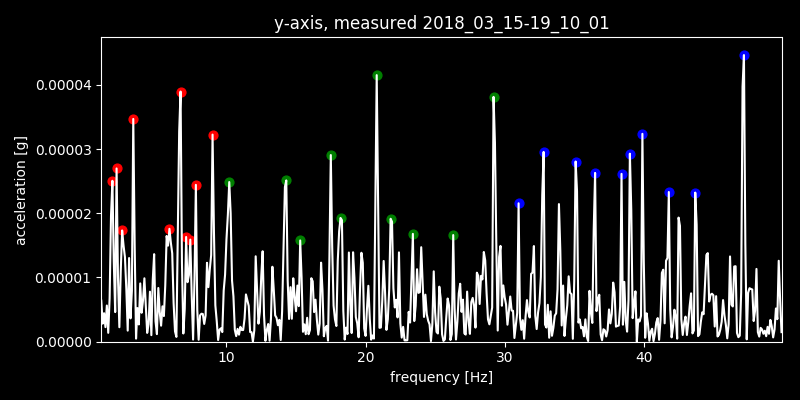 y-axis, measured 2018_03_15-19_10_01
acceleration [g]
0.00004
0.00003
0.00002
0.00001
0.00000
10 20 30 40
frequency [Hz]